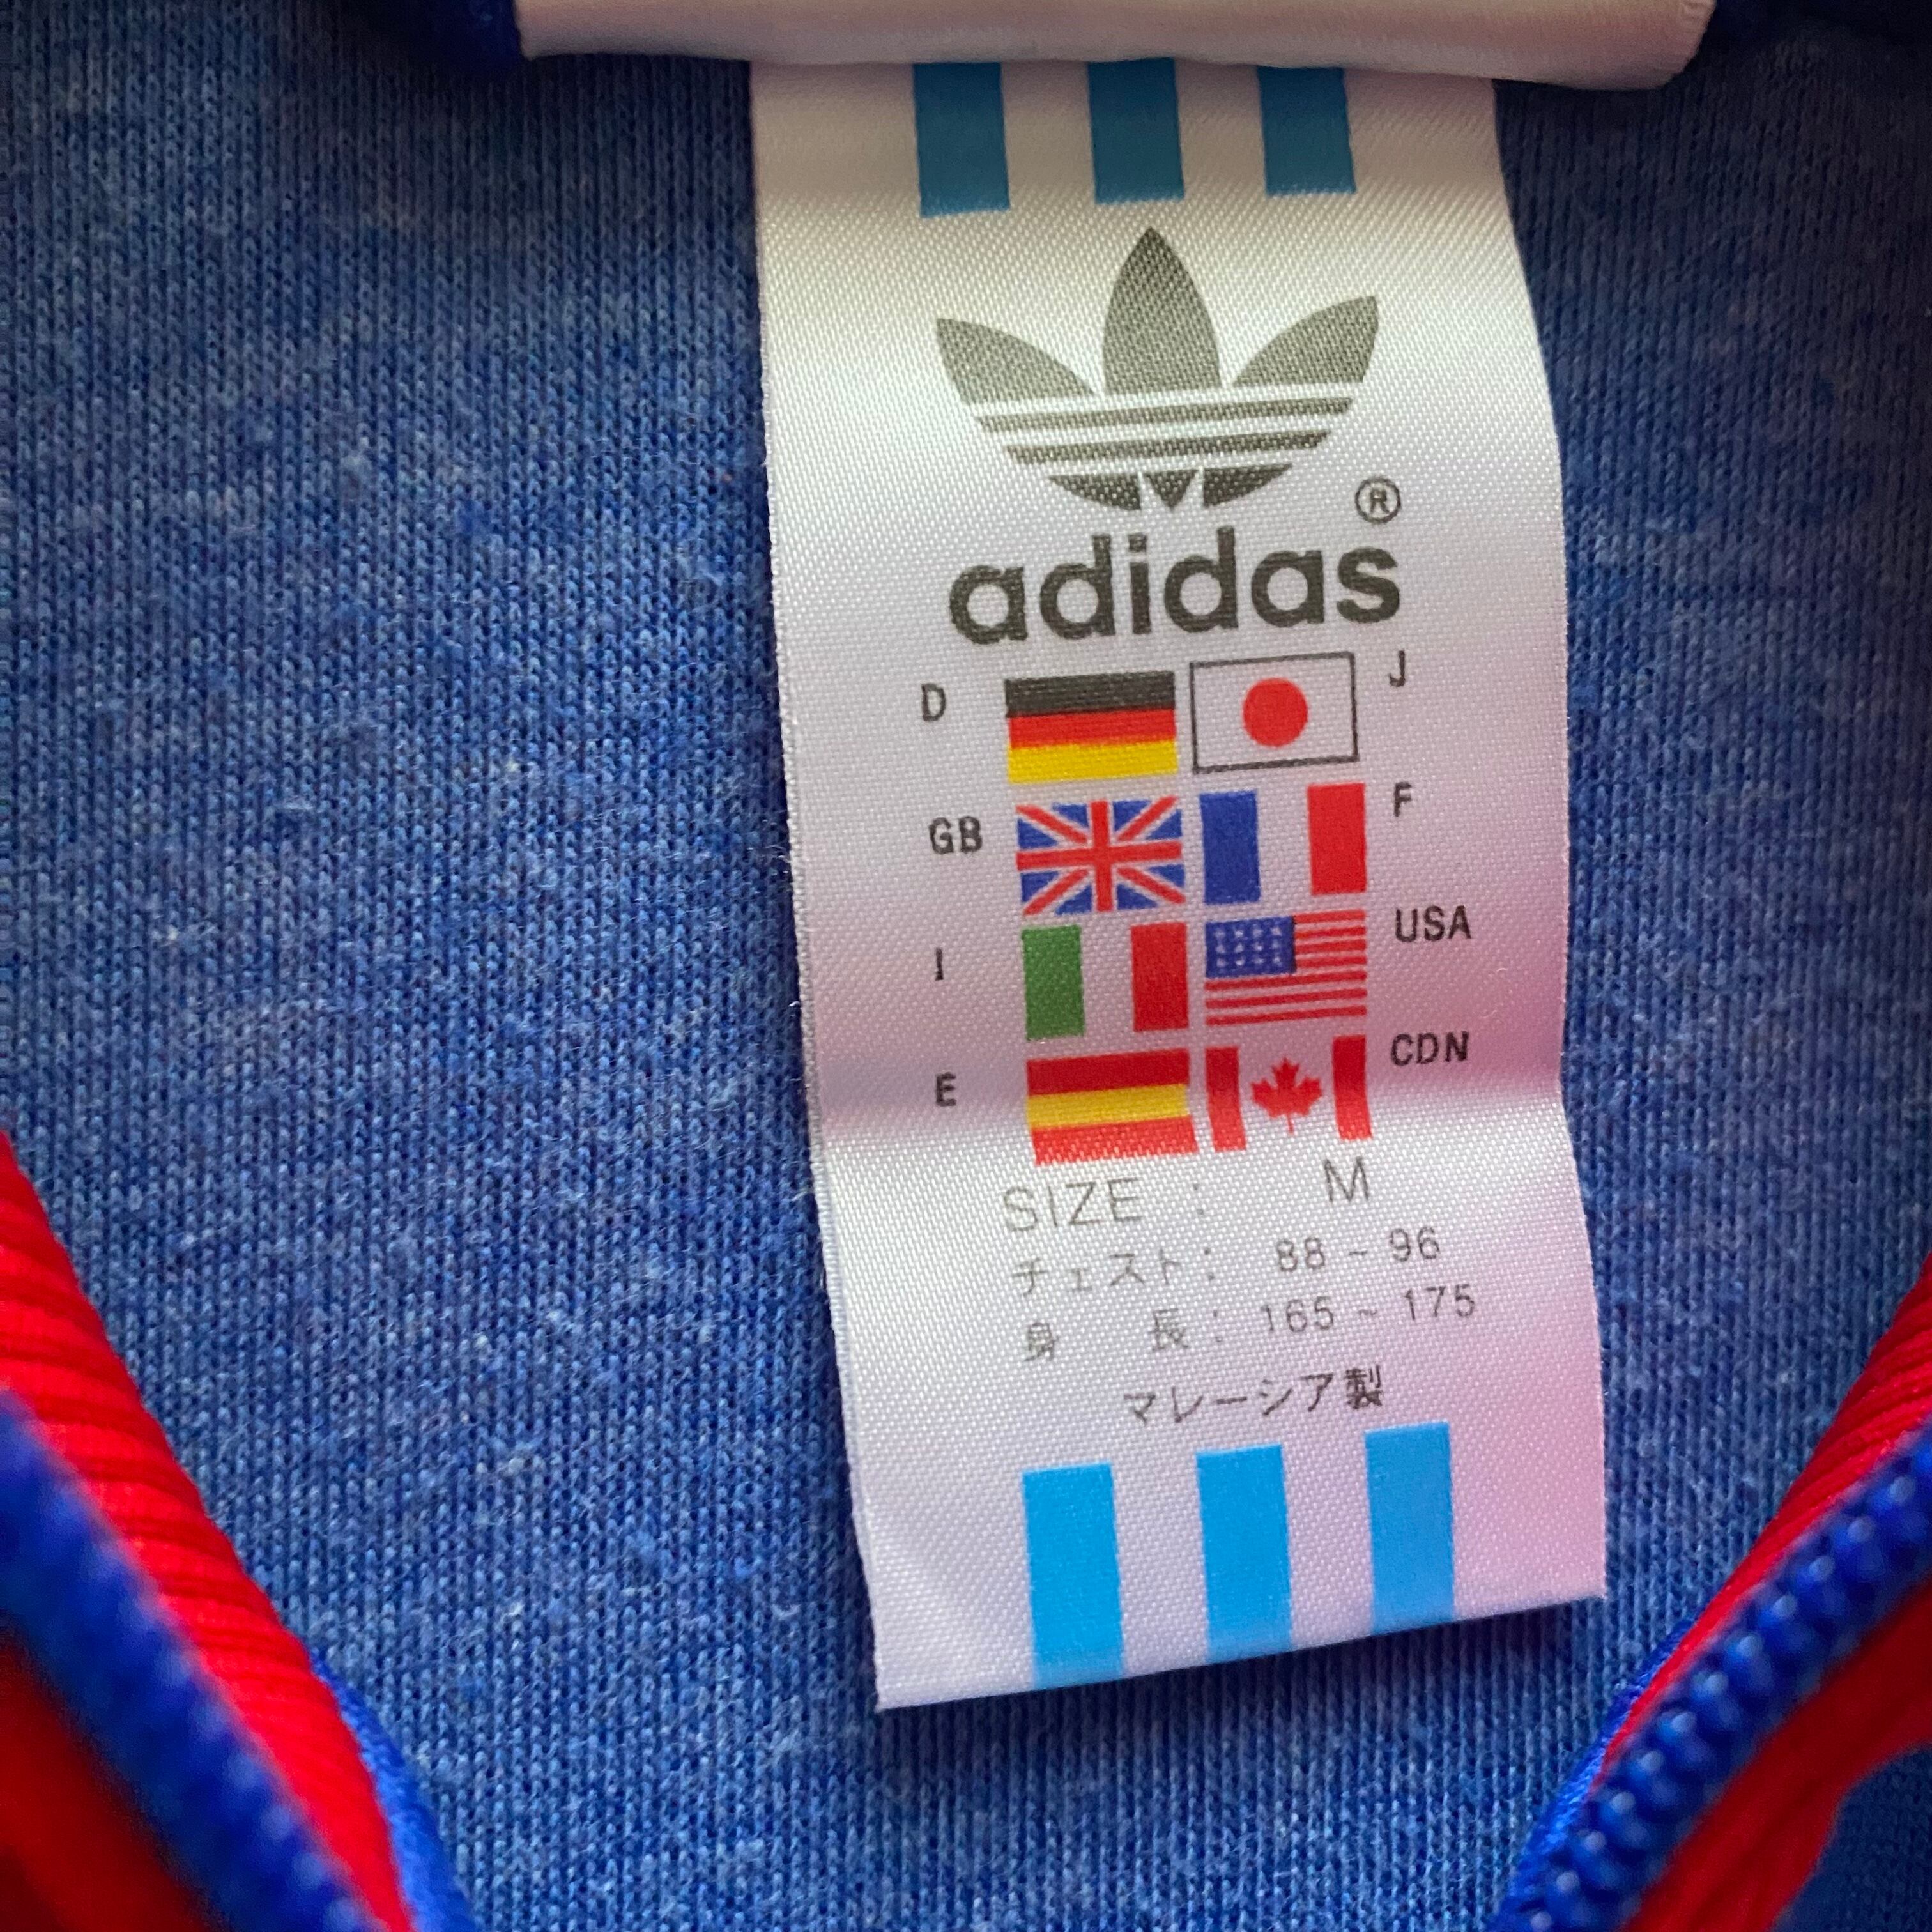 ®
adidas
D J
GB F
I USA
E CDN
SIZE : M
チェスト： 88 ~ 96
身 長： 165 ~ 175
マレーシア製